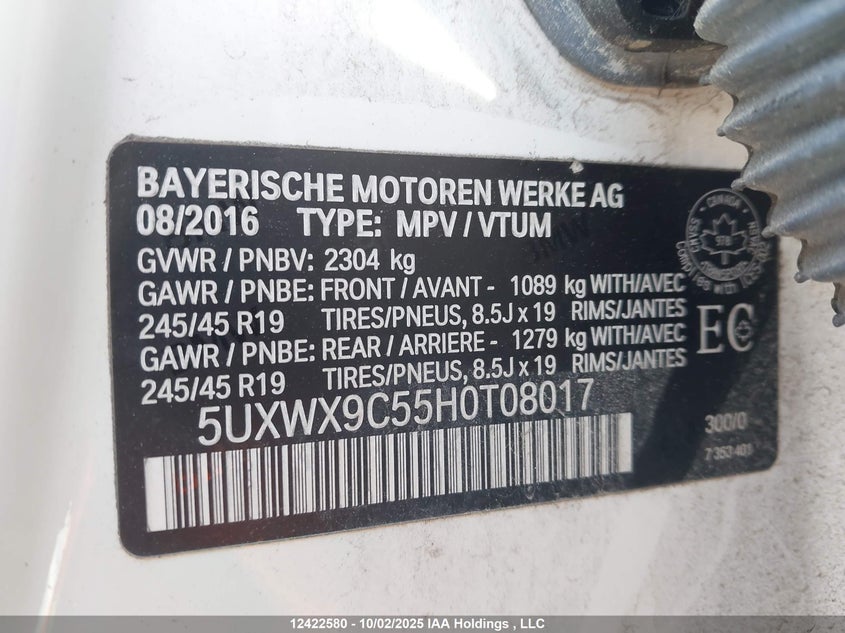 BAYERISCHE MOTOREN WERKE AG
08/2016 TYPE: MPV / VTUM
GVWR / PNBV: 2304 kg
GAWR / PNBE: FRONT / AVANT - 1089 kg WITH/AVEC
245/45 R19 TIRES/PNEUS, 8.5J x 19 RIMS/JANTES
GAWR / PNBE: REAR / ARRIERE - 1279 kg WITH/AVEC
245/45 R19 TIRES/PNEUS, 8.5J x 19 RIMS/JANTES
CANADA
EC
5UXWX9C55H0T08017
300/0
7 353 401
12422580 - 10/02/2025 IAA Holdings , LLC